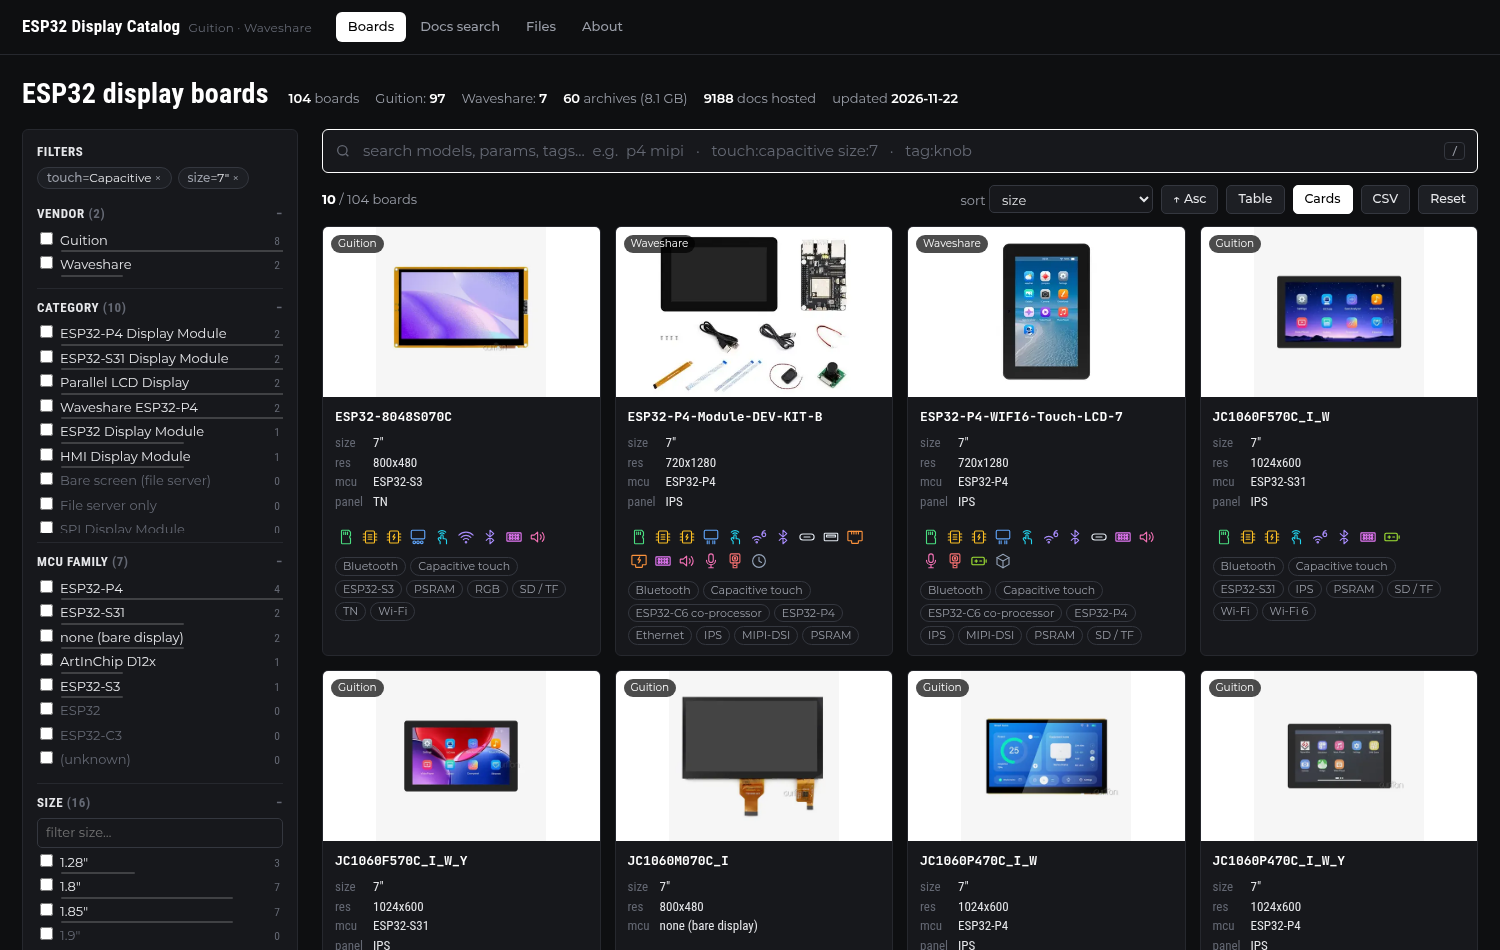 ESP32 Display Catalog Guition · Waveshare Boards Docs search Files About
ESP32 display boards 104 boards Guition: 97 Waveshare: 7 60 archives (8.1 GB) 9188 docs hosted updated 2026-11-22
FILTERS
touch=Capacitive × size=7" ×
VENDOR (2) −
Guition 8
Waveshare 2
CATEGORY (10) −
ESP32-P4 Display Module 2
ESP32-S31 Display Module 2
Parallel LCD Display 2
Waveshare ESP32-P4 2
ESP32 Display Module 1
HMI Display Module 1
Bare screen (file server) 0
File server only 0
SPI Display Module 0
MCU FAMILY (7) −
ESP32-P4 4
ESP32-S31 2
none (bare display) 2
ArtInChip D12x 1
ESP32-S3 1
ESP32 0
ESP32-C3 0
(unknown) 0
SIZE (16) −
filter size…
1.28" 3
1.8" 7
1.85" 7
1.9" 0
search models, params, tags… e.g. p4 mipi · touch:capacitive size:7 · tag:knob /
10 / 104 boards sort size ↑ Asc Table Cards CSV Reset
Guition
ESP32-8048S070C
size 7"
res 800x480
mcu ESP32-S3
panel TN
Bluetooth Capacitive touch
ESP32-S3 PSRAM RGB SD / TF
TN Wi-Fi
Waveshare
ESP32-P4-Module-DEV-KIT-B
size 7"
res 720x1280
mcu ESP32-P4
panel IPS
6
Bluetooth Capacitive touch
ESP32-C6 co-processor ESP32-P4
Ethernet IPS MIPI-DSI PSRAM
Waveshare
ESP32-P4-WIFI6-Touch-LCD-7
size 7"
res 720x1280
mcu ESP32-P4
panel IPS
6
Bluetooth Capacitive touch
ESP32-C6 co-processor ESP32-P4
IPS MIPI-DSI PSRAM SD / TF
Guition
JC1060F570C_I_W
size 7"
res 1024x600
mcu ESP32-S31
panel IPS
6
Bluetooth Capacitive touch
ESP32-S31 IPS PSRAM SD / TF
Wi-Fi Wi-Fi 6
Guition
JC1060F570C_I_W_Y
size 7"
res 1024x600
mcu ESP32-S31
panel IPS
Guition
JC1060M070C_I
size 7"
res 800x480
mcu none (bare display)
Guition
25
JC1060P470C_I_W
size 7"
res 1024x600
mcu ESP32-P4
panel IPS
Guition
JC1060P470C_I_W_Y
size 7"
res 1024x600
mcu ESP32-P4
panel IPS